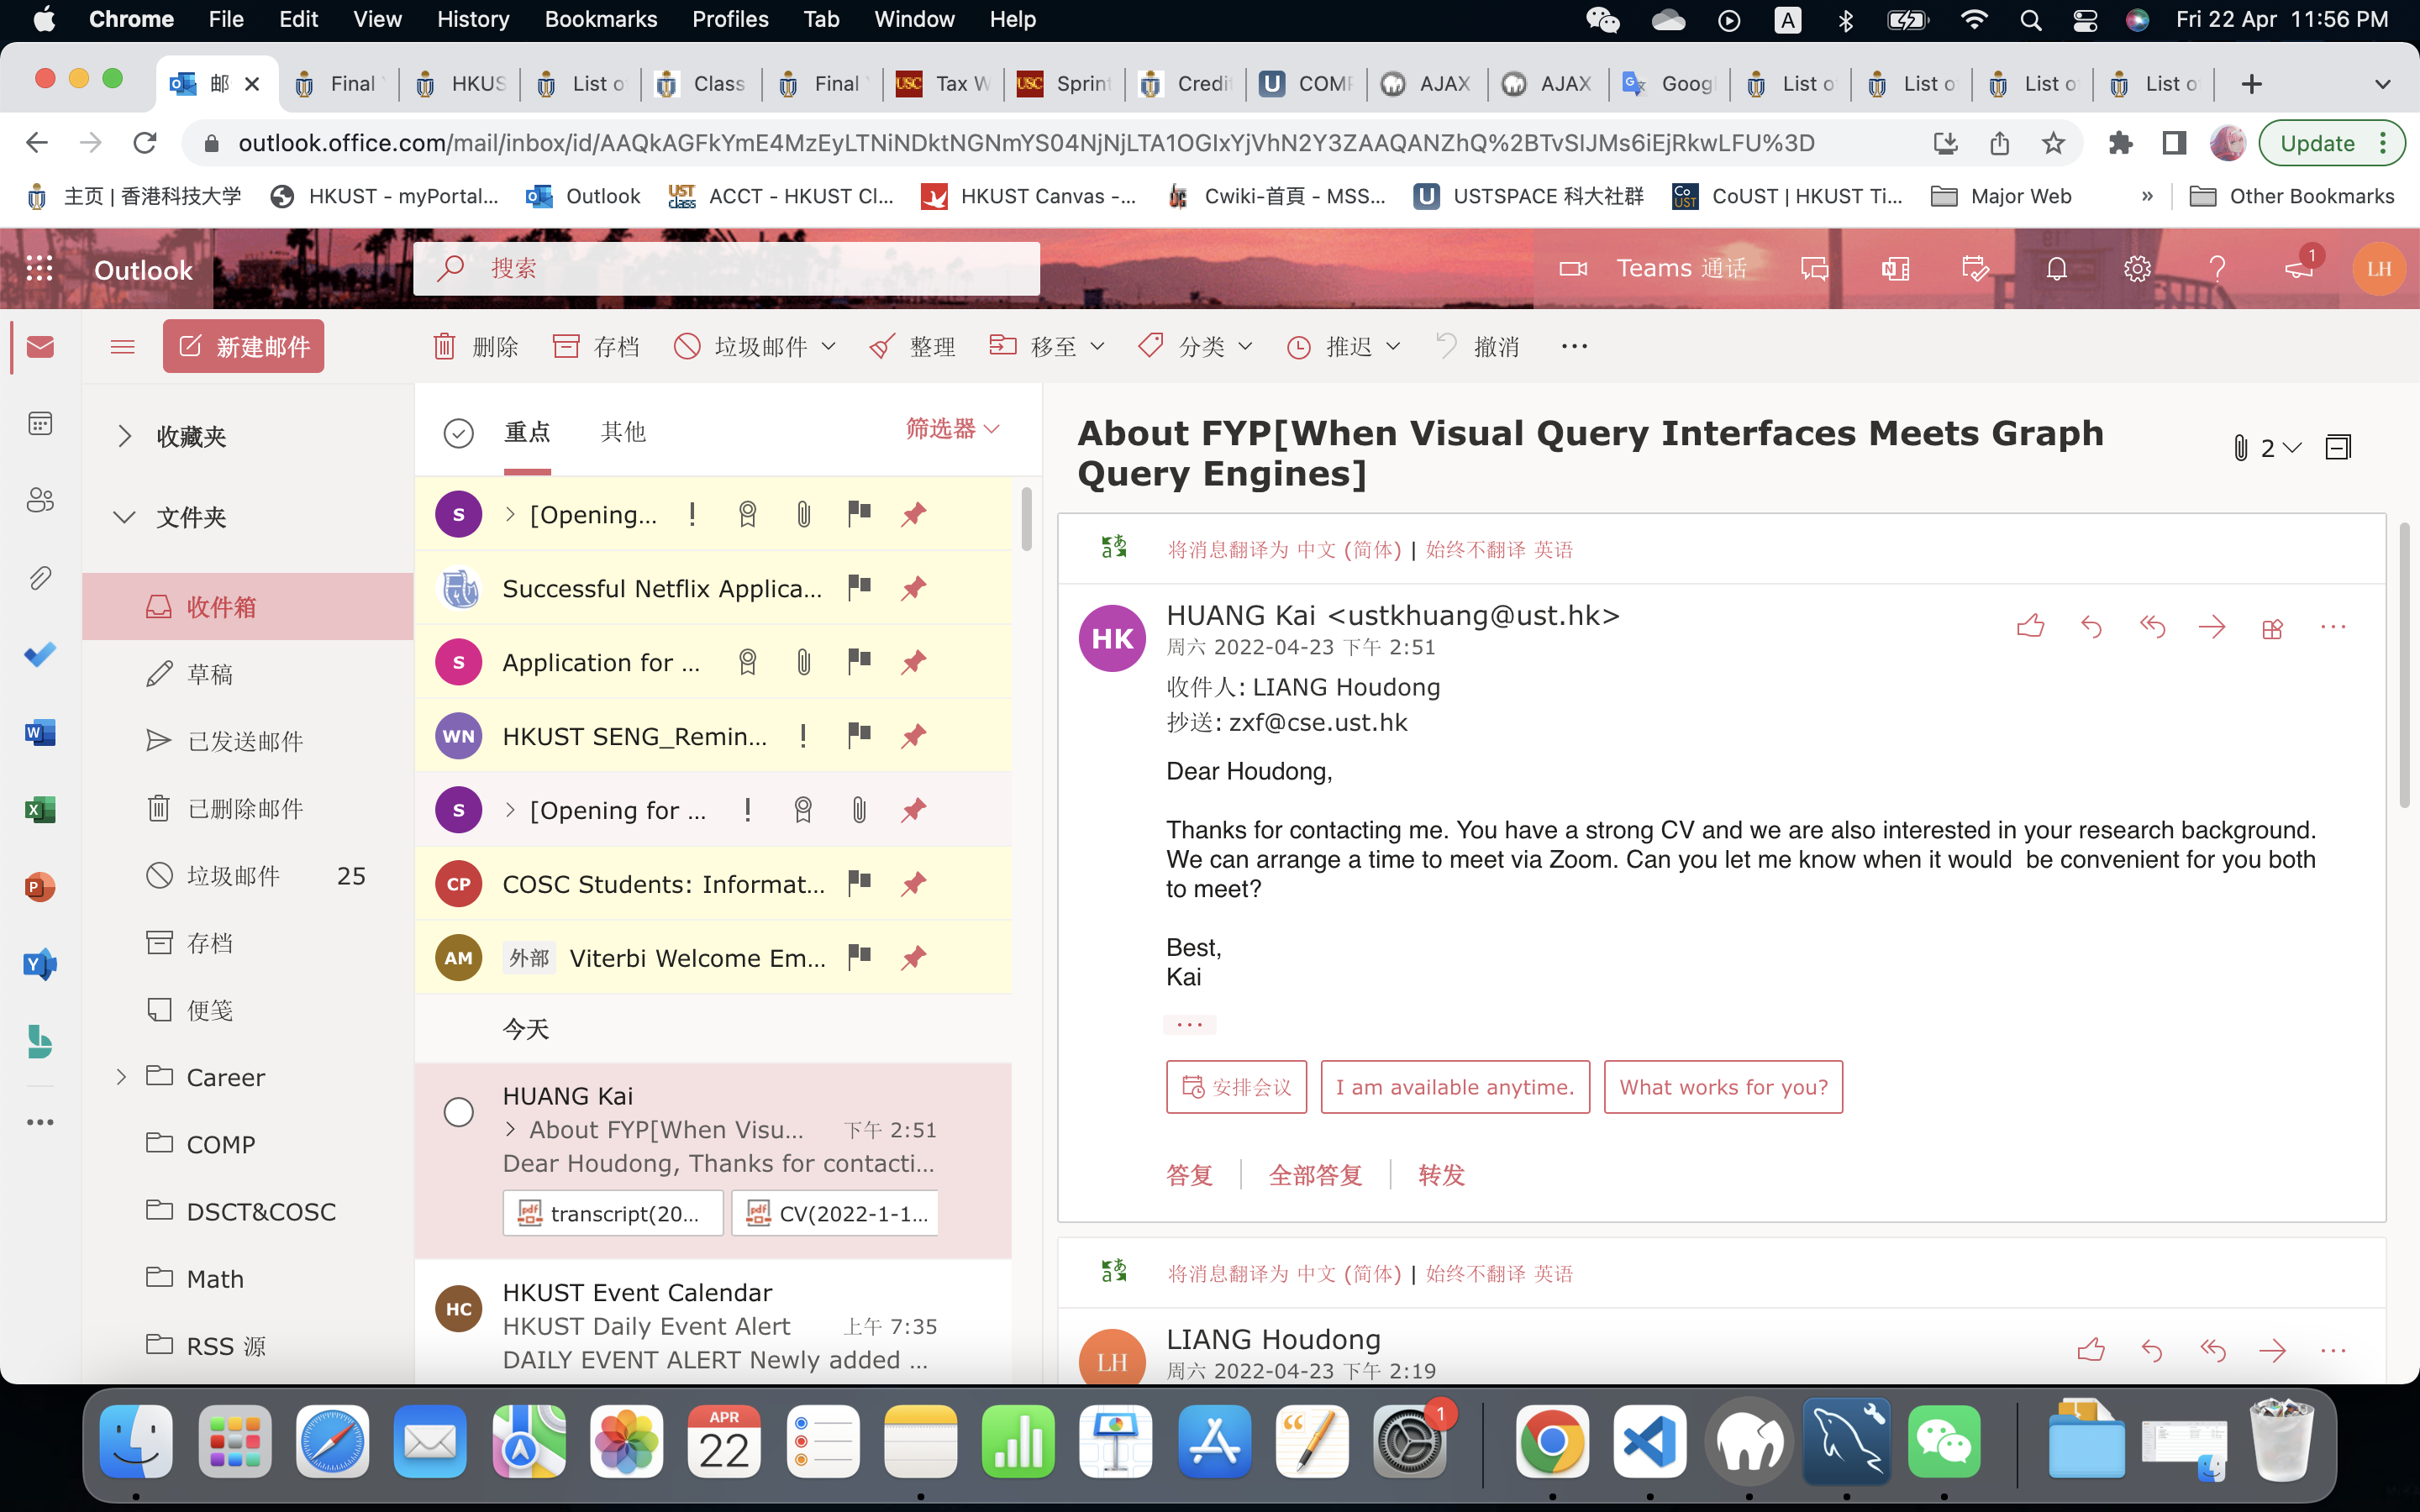 Chrome File Edit View History Bookmarks Profiles Tab Window Help A Fri 22 Apr 11:56 PM
邮 Final HKUS List o Class Final USC Tax W USC Sprint Credi U COMP AJAX AJAX Googl List o List o List o List o
outlook.office.com/mail/inbox/id/AAQkAGFkYmE4MzEyLTNiNDktNGNmYS04NjNjLTA1OGIxYjVhN2Y3ZAAQANZhQ%2BTvSIJMs6iEjRkwLFU%3D Update
主页 | 香港科技大学 HKUST - myPortal... Outlook UST class ACCT - HKUST Cl... HKUST Canvas -... Cwiki-首頁 - MSS... U USTSPACE 科大社群 Co UST CoUST | HKUST Ti... Major Web » Other Bookmarks
Outlook 搜索 Teams 通话 1 LH
新建邮件 删除 存档 垃圾邮件 整理 移至 分类 推迟 撤消
收藏夹
文件夹
收件箱
草稿
已发送邮件
已删除邮件
垃圾邮件 25
存档
便笺
Career
COMP
DSCT&COSC
Math
RSS 源
重点 其他 筛选器
S [Opening...
Successful Netflix Applica...
S Application for ...
WN HKUST SENG_Remin...
S [Opening for ...
CP COSC Students: Informat...
AM 外部 Viterbi Welcome Em...
今天
HUANG Kai
About FYP[When Visu... 下午 2:51
Dear Houdong, Thanks for contacti...
pdf transcript(20... pdf CV(2022-1-1...
HC HKUST Event Calendar
HKUST Daily Event Alert 上午 7:35
DAILY EVENT ALERT Newly added ...
About FYP[When Visual Query Interfaces Meets Graph
Query Engines]
2
将消息翻译为 中文 (简体) | 始终不翻译 英语
HK HUANG Kai <ustkhuang@ust.hk>
周六 2022-04-23 下午 2:51
收件人: LIANG Houdong
抄送: zxf@cse.ust.hk
Dear Houdong,
Thanks for contacting me. You have a strong CV and we are also interested in your research background.
We can arrange a time to meet via Zoom. Can you let me know when it would be convenient for you both
to meet?
Best,
Kai
...
安排会议 I am available anytime. What works for you?
答复 全部答复 转发
将消息翻译为 中文 (简体) | 始终不翻译 英语
LH LIANG Houdong
周六 2022-04-23 下午 2:19
APR
22
1